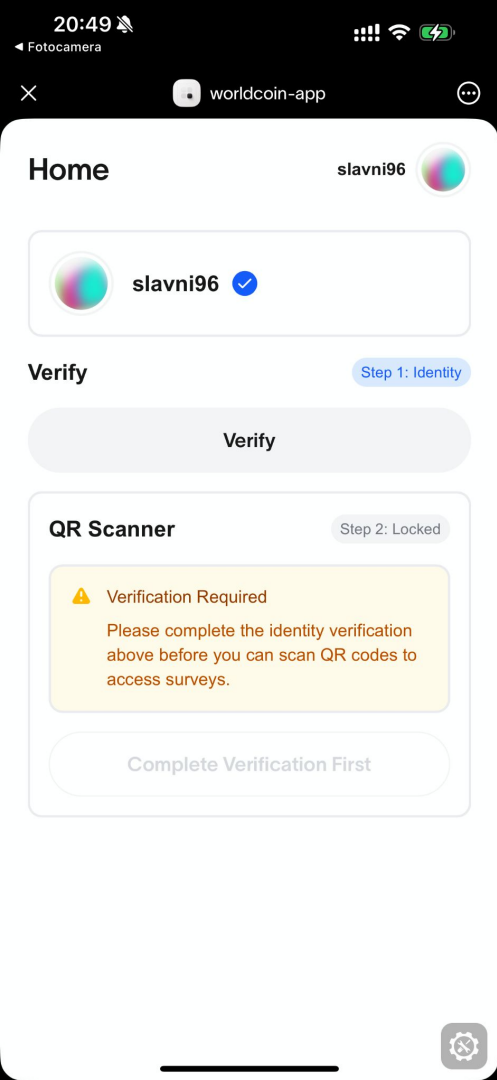 20:49
◀ Fotocamera
worldcoin-app
Home
slavni96
slavni96
Verify
Step 1: Identity
Verify
QR Scanner
Step 2: Locked
Verification Required
Please complete the identity verification
above before you can scan QR codes to
access surveys.
Complete Verification First